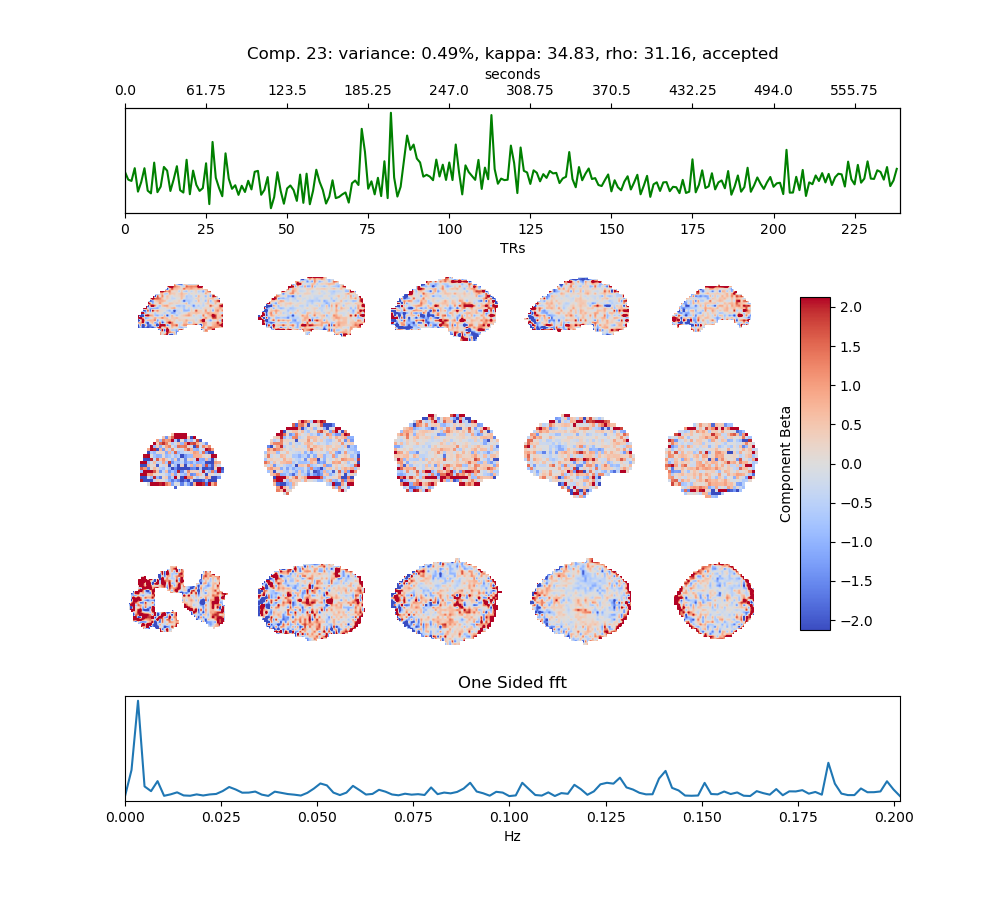 Comp. 23: variance: 0.49%, kappa: 34.83, rho: 31.16, accepted
seconds
0.0 61.75 123.5 185.25 247.0 308.75 370.5 432.25 494.0 555.75
0 25 50 75 100 125 150 175 200 225
TRs
2.0
1.5
1.0
0.5
0.0
−0.5
−1.0
−1.5
−2.0
Component Beta
One Sided fft
0.000 0.025 0.050 0.075 0.100 0.125 0.150 0.175 0.200
Hz